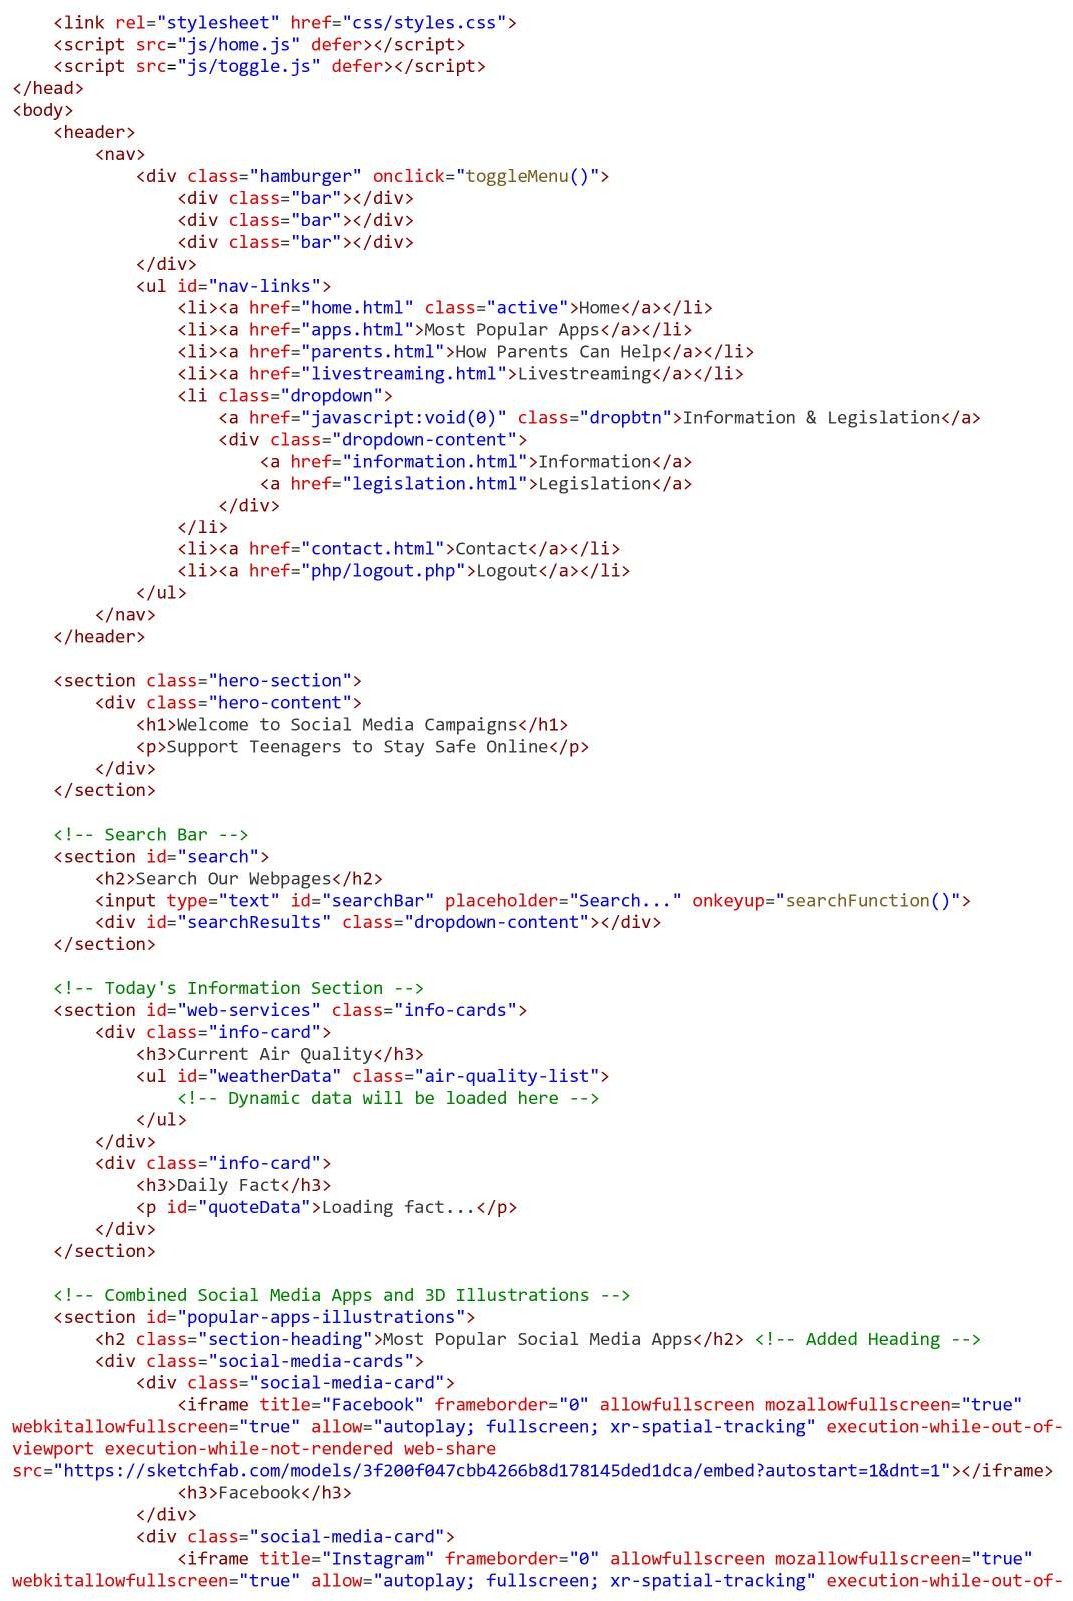 <link rel="stylesheet" href="css/styles.css">
    <script src="js/home.js" defer></script>
    <script src="js/toggle.js" defer></script>
</head>
<body>
    <header>
        <nav>
            <div class="hamburger" onclick="toggleMenu()">
                <div class="bar"></div>
                <div class="bar"></div>
                <div class="bar"></div>
            </div>
            <ul id="nav-links">
                <li><a href="home.html" class="active">Home</a></li>
                <li><a href="apps.html">Most Popular Apps</a></li>
                <li><a href="parents.html">How Parents Can Help</a></li>
                <li><a href="livestreaming.html">Livestreaming</a></li>
                <li class="dropdown">
                    <a href="javascript:void(0)" class="dropbtn">Information & Legislation</a>
                    <div class="dropdown-content">
                        <a href="information.html">Information</a>
                        <a href="legislation.html">Legislation</a>
                    </div>
                </li>
                <li><a href="contact.html">Contact</a></li>
                <li><a href="php/logout.php">Logout</a></li>
            </ul>
        </nav>
    </header>

    <section class="hero-section">
        <div class="hero-content">
            <h1>Welcome to Social Media Campaigns</h1>
            <p>Support Teenagers to Stay Safe Online</p>
        </div>
    </section>

    <!-- Search Bar -->
    <section id="search">
        <h2>Search Our Webpages</h2>
        <input type="text" id="searchBar" placeholder="Search..." onkeyup="searchFunction()">
        <div id="searchResults" class="dropdown-content"></div>
    </section>

    <!-- Today's Information Section -->
    <section id="web-services" class="info-cards">
        <div class="info-card">
            <h3>Current Air Quality</h3>
            <ul id="weatherData" class="air-quality-list">
                <!-- Dynamic data will be loaded here -->
            </ul>
        </div>
        <div class="info-card">
            <h3>Daily Fact</h3>
            <p id="quoteData">Loading fact...</p>
        </div>
    </section>

    <!-- Combined Social Media Apps and 3D Illustrations -->
    <section id="popular-apps-illustrations">
        <h2 class="section-heading">Most Popular Social Media Apps</h2> <!-- Added Heading -->
        <div class="social-media-cards">
            <div class="social-media-card">
                <iframe title="Facebook" frameborder="0" allowfullscreen mozallowfullscreen="true"
webkitallowfullscreen="true" allow="autoplay; fullscreen; xr-spatial-tracking" execution-while-out-of-
viewport execution-while-not-rendered web-share
src="https://sketchfab.com/models/3f200f047cbb4266b8d178145ded1dca/embed?autostart=1&dnt=1"></iframe>
                <h3>Facebook</h3>
            </div>
            <div class="social-media-card">
                <iframe title="Instagram" frameborder="0" allowfullscreen mozallowfullscreen="true"
webkitallowfullscreen="true" allow="autoplay; fullscreen; xr-spatial-tracking" execution-while-out-of-